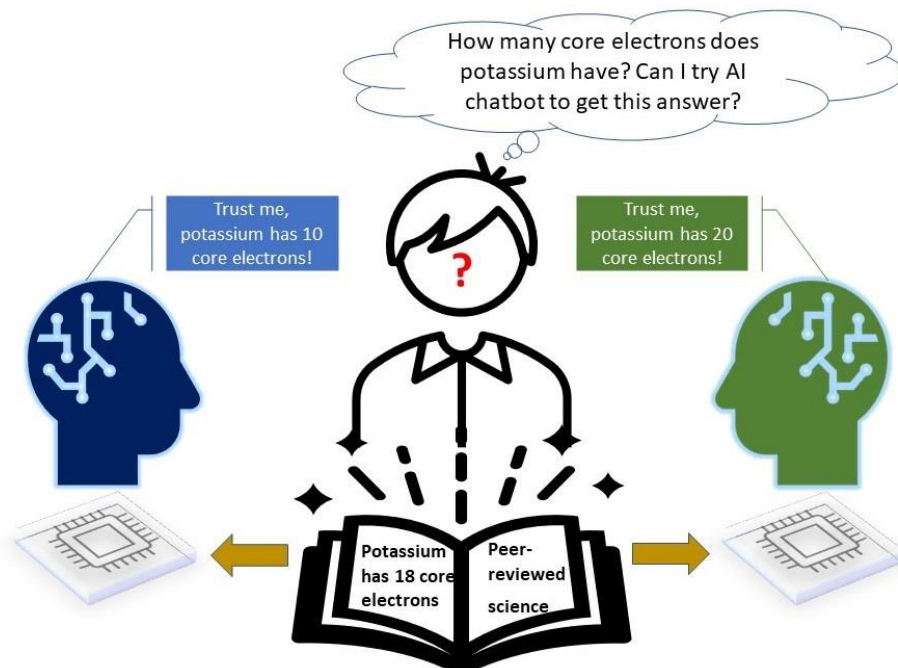 How many core electrons does
potassium have? Can I try AI
chatbot to get this answer?
Trust me,
potassium has 10
core electrons!
Trust me,
potassium has 20
core electrons!
?
Potassium
has 18 core
electrons
Peer-
reviewed
science